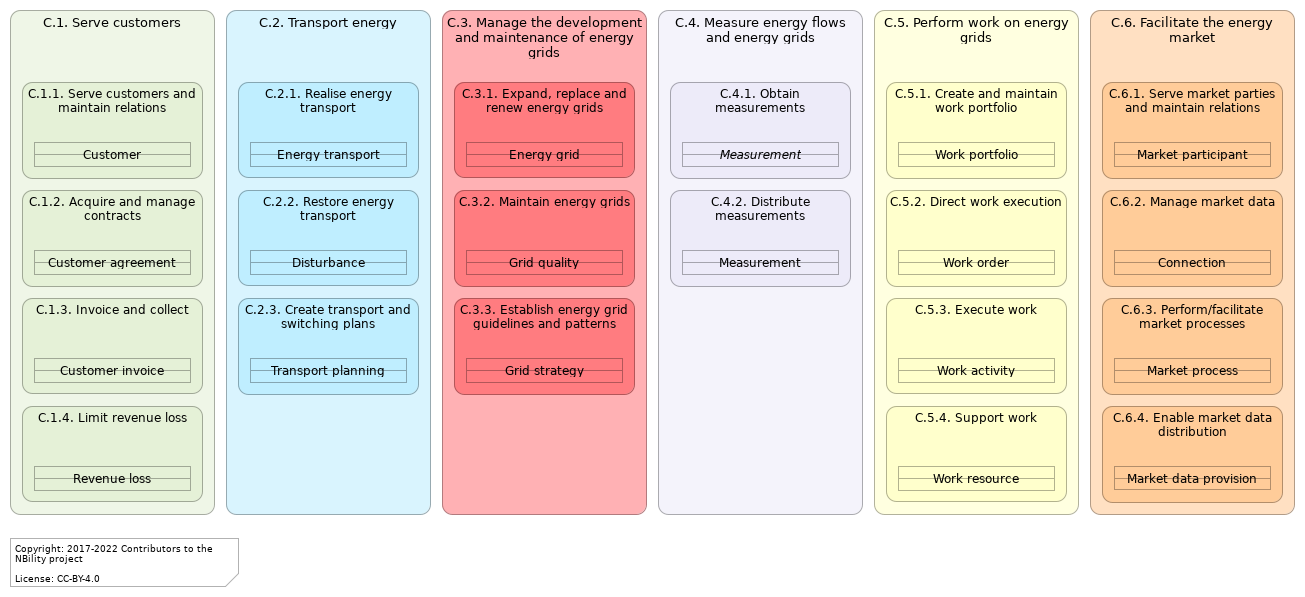 C.1. Serve customers
C.1.1. Serve customers and
maintain relations
Customer
C.1.2. Acquire and manage
contracts
Customer agreement
C.1.3. Invoice and collect
Customer invoice
C.1.4. Limit revenue loss
Revenue loss
C.2. Transport energy
C.2.1. Realise energy
transport
Energy transport
C.2.2. Restore energy
transport
Disturbance
C.2.3. Create transport and
switching plans
Transport planning
C.3. Manage the development
and maintenance of energy
grids
C.3.1. Expand, replace and
renew energy grids
Energy grid
C.3.2. Maintain energy grids
Grid quality
C.3.3. Establish energy grid
guidelines and patterns
Grid strategy
C.4. Measure energy flows
and energy grids
C.4.1. Obtain
measurements
Measurement
C.4.2. Distribute
measurements
Measurement
C.5. Perform work on energy
grids
C.5.1. Create and maintain
work portfolio
Work portfolio
C.5.2. Direct work execution
Work order
C.5.3. Execute work
Work activity
C.5.4. Support work
Work resource
C.6. Facilitate the energy
market
C.6.1. Serve market parties
and maintain relations
Market participant
C.6.2. Manage market data
Connection
C.6.3. Perform/facilitate
market processes
Market process
C.6.4. Enable market data
distribution
Market data provision
Copyright: 2017-2022 Contributors to the
NBility project
License: CC-BY-4.0